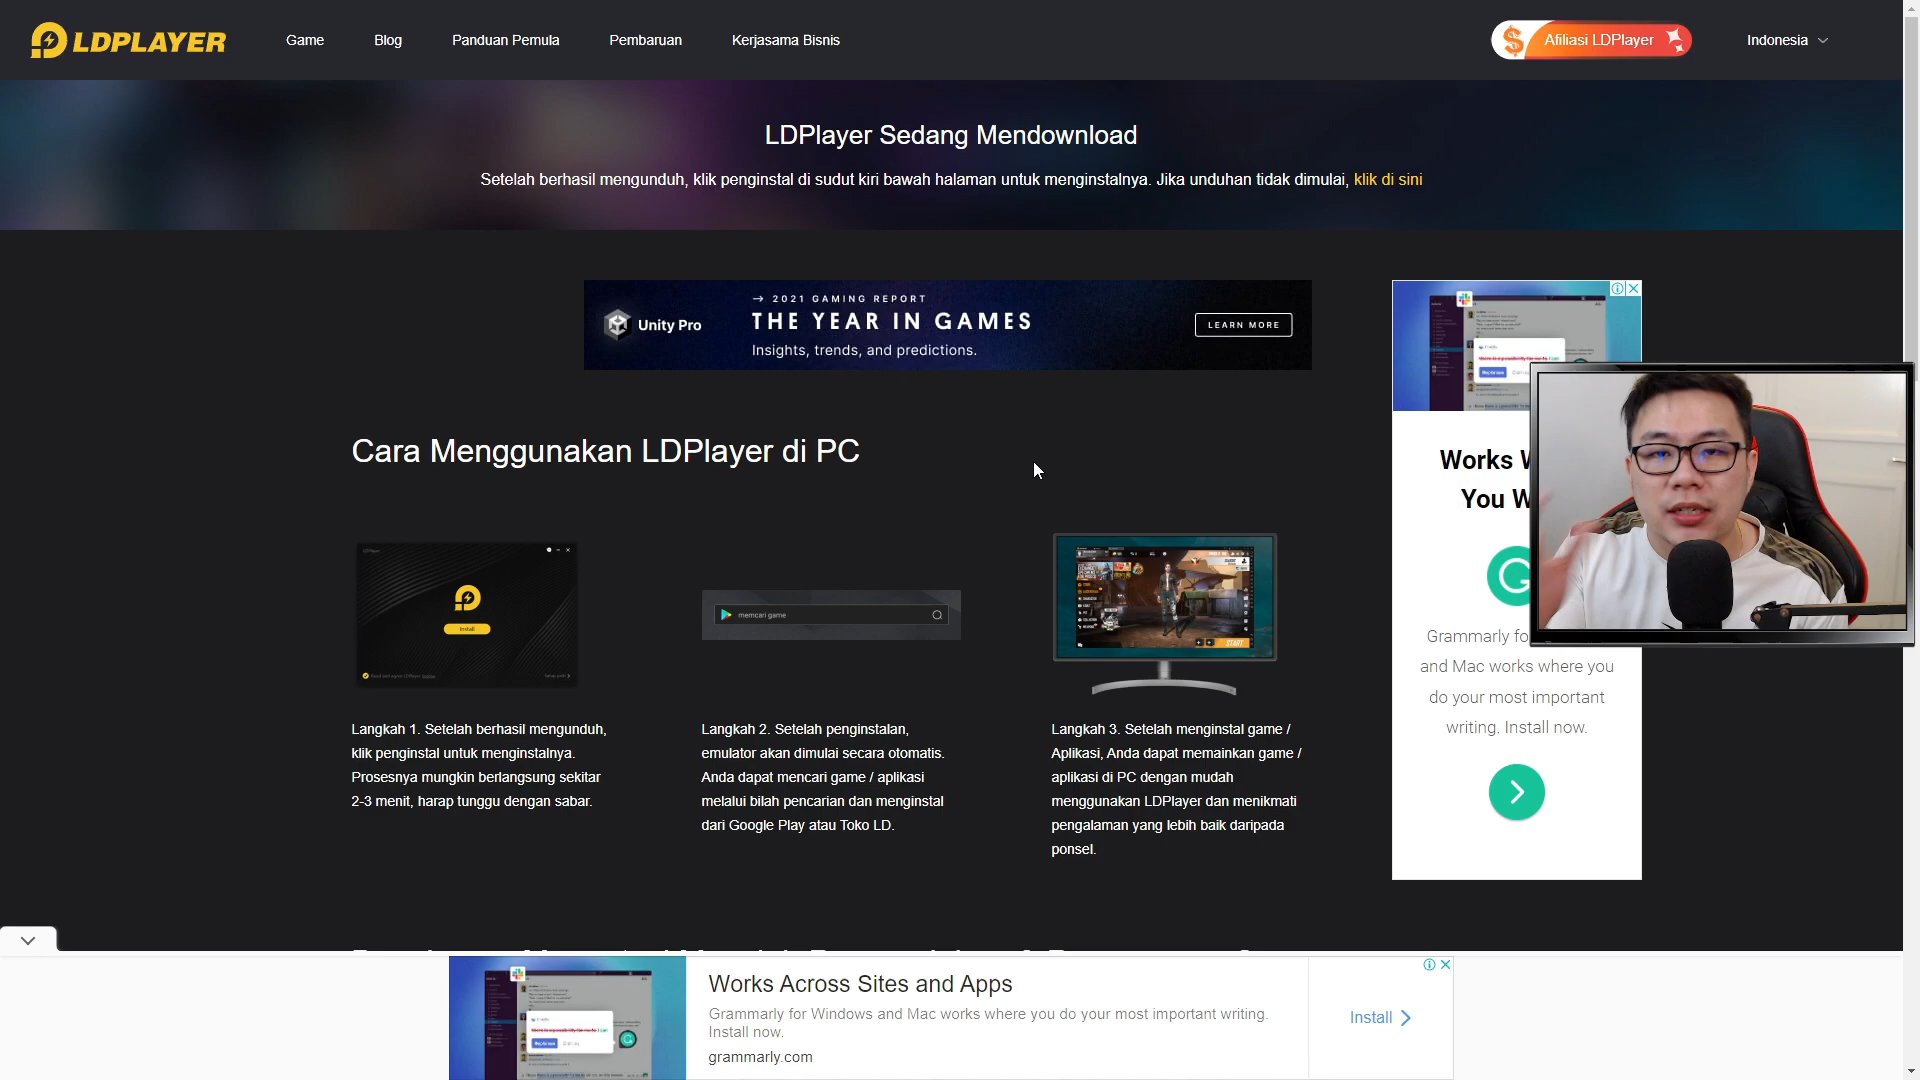 LDPLAYER
Game
Blog
Panduan Pemula
Pembaruan
Kerjasama Bisnis
Afiliasi LDPlayer
Indonesia
LDPlayer Sedang Mendownload
Setelah berhasil mengunduh, klik penginstal di sudut kiri bawah halaman untuk menginstalnya. Jika unduhan tidak dimulai, klik di sini
Unity Pro
→ 2021 GAMING REPORT
THE YEAR IN GAMES
Insights, trends, and predictions.
LEARN MORE
Cara Menggunakan LDPlayer di PC
Install
memcari game
START
Langkah 1. Setelah berhasil mengunduh,
klik penginstal untuk menginstalnya.
Prosesnya mungkin berlangsung sekitar
2-3 menit, harap tunggu dengan sabar.
Langkah 2. Setelah penginstalan,
emulator akan dimulai secara otomatis.
Anda dapat mencari game / aplikasi
melalui bilah pencarian dan menginstal
dari Google Play atau Toko LD.
Langkah 3. Setelah menginstal game /
Aplikasi, Anda dapat memainkan game /
aplikasi di PC dengan mudah
menggunakan LDPlayer dan menikmati
pengalaman yang lebih baik daripada
ponsel.
Works
You
Grammarly
and Mac works where you
do your most important
writing. Install now.
Works Across Sites and Apps
Grammarly for Windows and Mac works where you do your most important writing.
Install now.
grammarly.com
Install